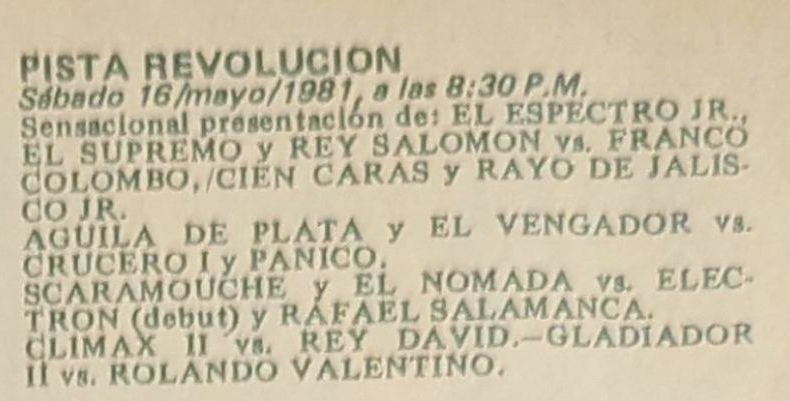 PISTA REVOLUCION
Sábado 16/mayo/1981, a las 8:30 P.M.
Sensacional presentación de: EL ESPECTRO JR.,
EL SUPREMO y REY SALOMON vs. FRANCO
COLOMBO,/CIEN CARAS y RAYO DE JALIS-
CO JR.
AGUILA DE PLATA y EL VENGADOR vs.
CRUCERO I y PANICO.
SCARAMOUCHE y EL NOMADA vs. ELEC-
TRON (debut) y RAFAEL SALAMANCA.
CLIMAX II vs. REY DAVID.—GLADIADOR
II vs. ROLANDO VALENTINO.